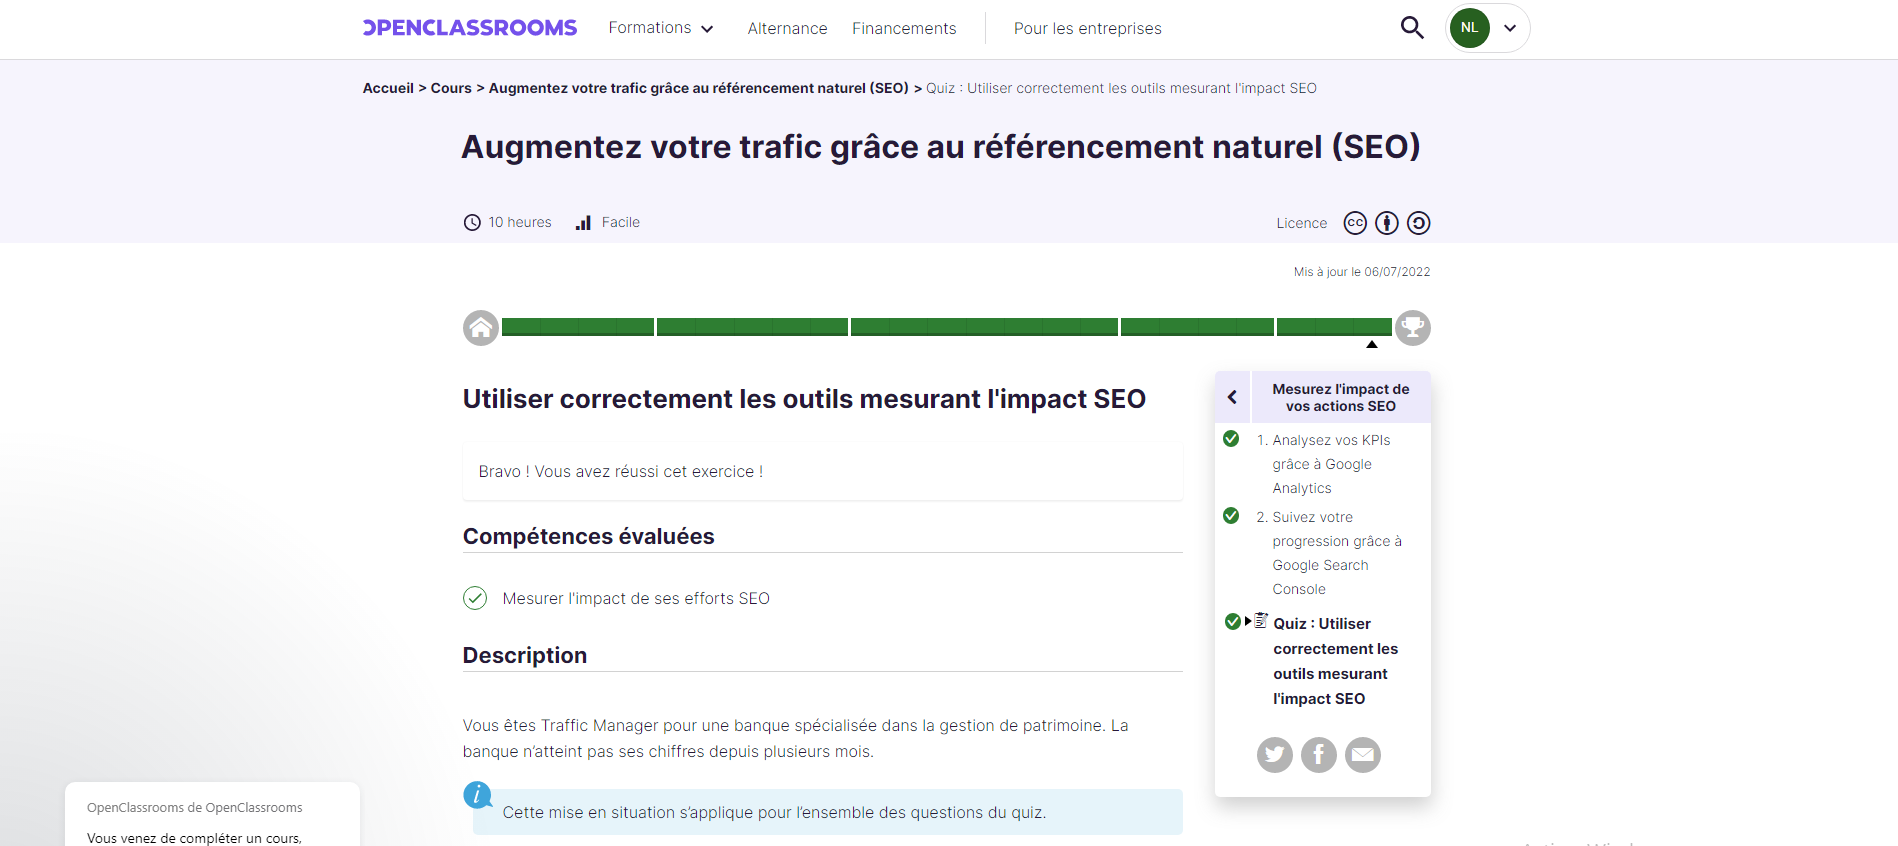 OPENCLASSROOMS Formations Alternance Financements Pour les entreprises NL
Accueil > Cours > Augmentez votre trafic grâce au référencement naturel (SEO) > Quiz : Utiliser correctement les outils mesurant l'impact SEO
Augmentez votre trafic grâce au référencement naturel (SEO)
10 heures Facile Licence CC
Mis à jour le 06/07/2022
Utiliser correctement les outils mesurant l'impact SEO
Bravo ! Vous avez réussi cet exercice !
Compétences évaluées
Mesurer l'impact de ses efforts SEO
Description
Vous êtes Traffic Manager pour une banque spécialisée dans la gestion de patrimoine. La
banque n’atteint pas ses chiffres depuis plusieurs mois.
i
Cette mise en situation s’applique pour l’ensemble des questions du quiz.
Mesurez l'impact de
vos actions SEO
1. Analysez vos KPIs
grâce à Google
Analytics
2. Suivez votre
progression grâce à
Google Search
Console
Quiz : Utiliser
correctement les
outils mesurant
l'impact SEO
OpenClassrooms de OpenClassrooms
Vous venez de compléter un cours,